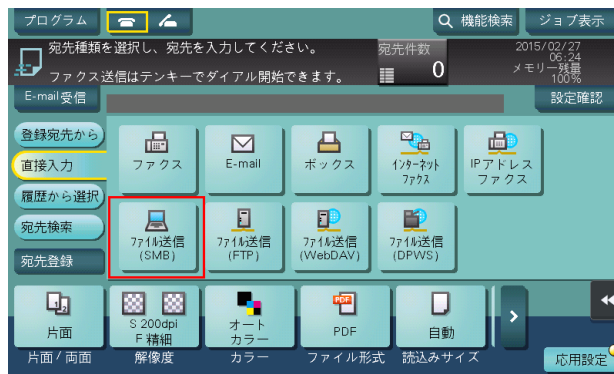 プログラム
機能検索
ジョブ表示
宛先種類を選択し、宛先を入力してください。
ファクス送信はテンキーでダイアル開始できます。
宛先件数
0
2015/02/27
06:24
メモリー残量
100%
E-mail受信
設定確認
登録宛先から
直接入力
履歴から選択
宛先検索
宛先登録
ファクス
E-mail
ボックス
インターネット
ファクス
IPアドレス
ファクス
ファイル送信
(SMB)
ファイル送信
(FTP)
ファイル送信
(WebDAV)
ファイル送信
(DPWS)
片面
S 200dpi
F 精細
オート
カラー
PDF
PDF
自動
片面/両面
解像度
カラー
ファイル形式
読込みサイズ
応用設定